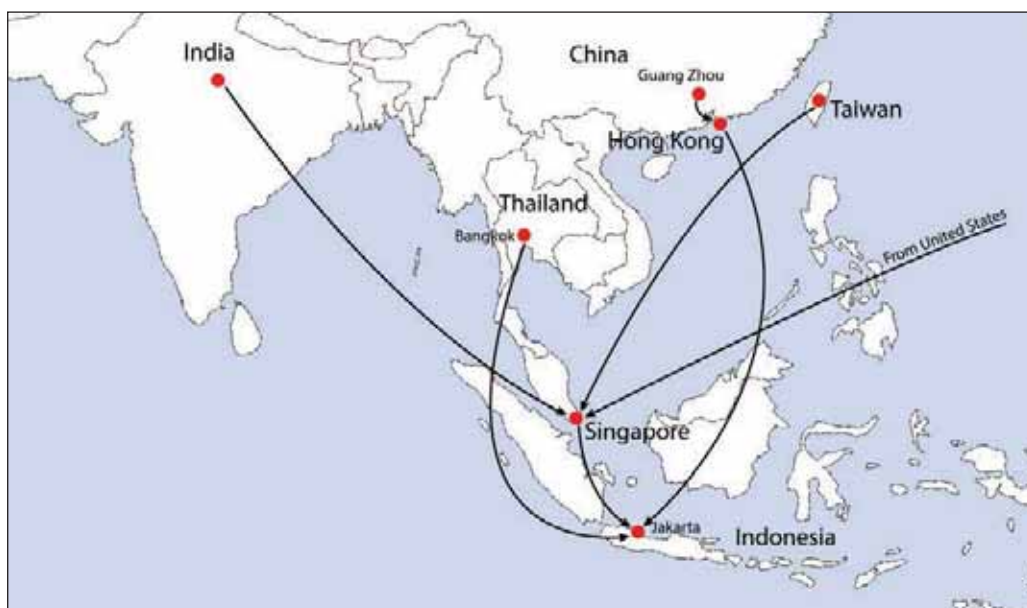 India
China
Guang Zhou
Taiwan
Hong Kong
Thailand
Bangkok
From United States
Singapore
Jakarta
Indonesia